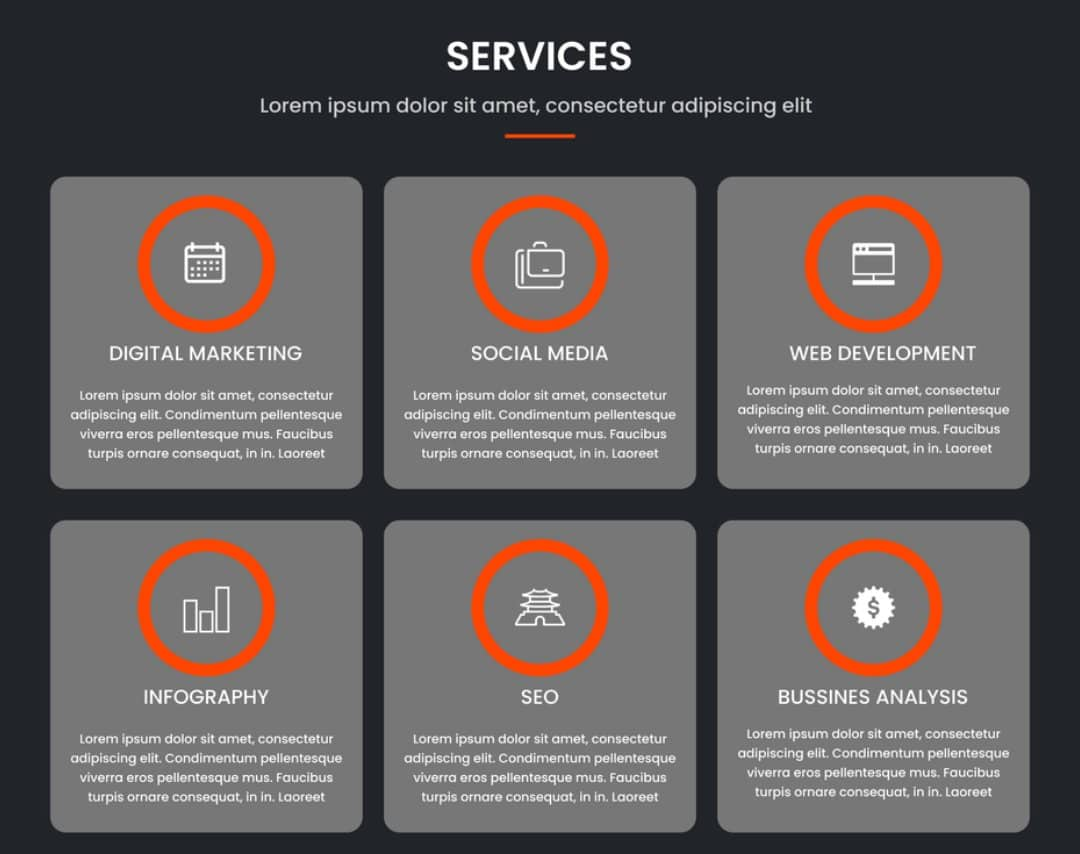 SERVICES
Lorem ipsum dolor sit amet, consectetur adipiscing elit
DIGITAL MARKETING
Lorem ipsum dolor sit amet, consectetur
adipiscing elit. Condimentum pellentesque
viverra eros pellentesque mus. Faucibus
turpis ornare consequat, in in. Laoreet
SOCIAL MEDIA
Lorem ipsum dolor sit amet, consectetur
adipiscing elit. Condimentum pellentesque
viverra eros pellentesque mus. Faucibus
turpis ornare consequat, in in. Laoreet
WEB DEVELOPMENT
Lorem ipsum dolor sit amet, consectetur
adipiscing elit. Condimentum pellentesque
viverra eros pellentesque mus. Faucibus
turpis ornare consequat, in in. Laoreet
INFOGRAPHY
Lorem ipsum dolor sit amet, consectetur
adipiscing elit. Condimentum pellentesque
viverra eros pellentesque mus. Faucibus
turpis ornare consequat, in in. Laoreet
SEO
Lorem ipsum dolor sit amet, consectetur
adipiscing elit. Condimentum pellentesque
viverra eros pellentesque mus. Faucibus
turpis ornare consequat, in in. Laoreet
$
BUSSINES ANALYSIS
Lorem ipsum dolor sit amet, consectetur
adipiscing elit. Condimentum pellentesque
viverra eros pellentesque mus. Faucibus
turpis ornare consequat, in in. Laoreet